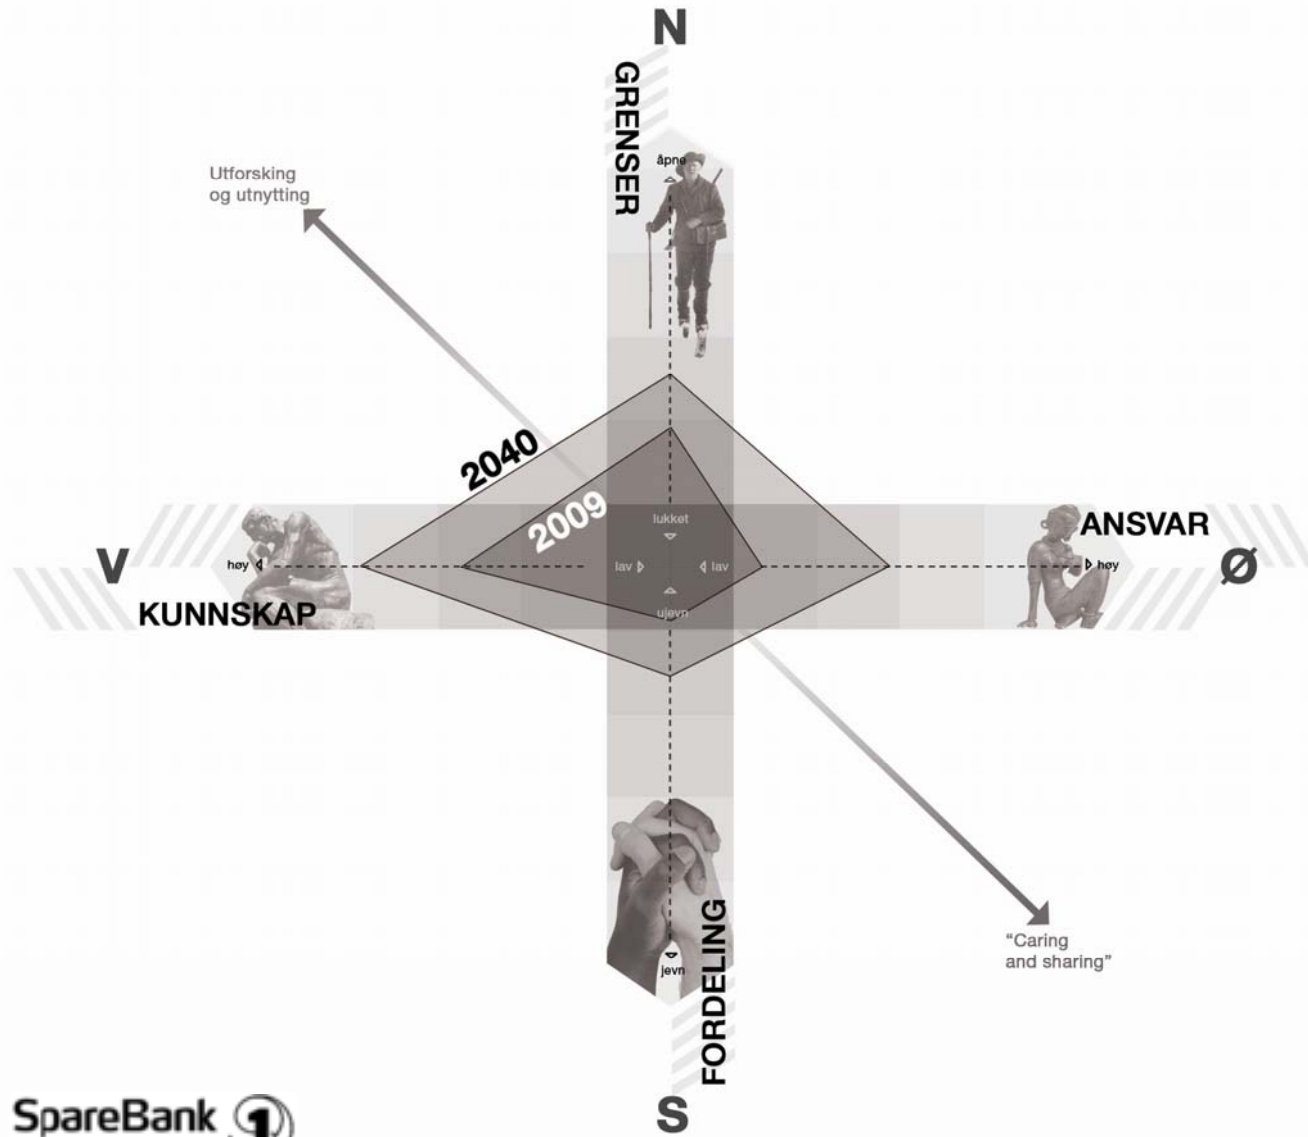 N
GRENSER
åpne
Utforsking
og utnytting
2040
2009
lukket
V
høy
lav
lav
høy
ANSVAR
Ø
KUNNSKAP
ujevn
"Caring
and sharing"
jevn
FORDELING
S
SpareBank 1